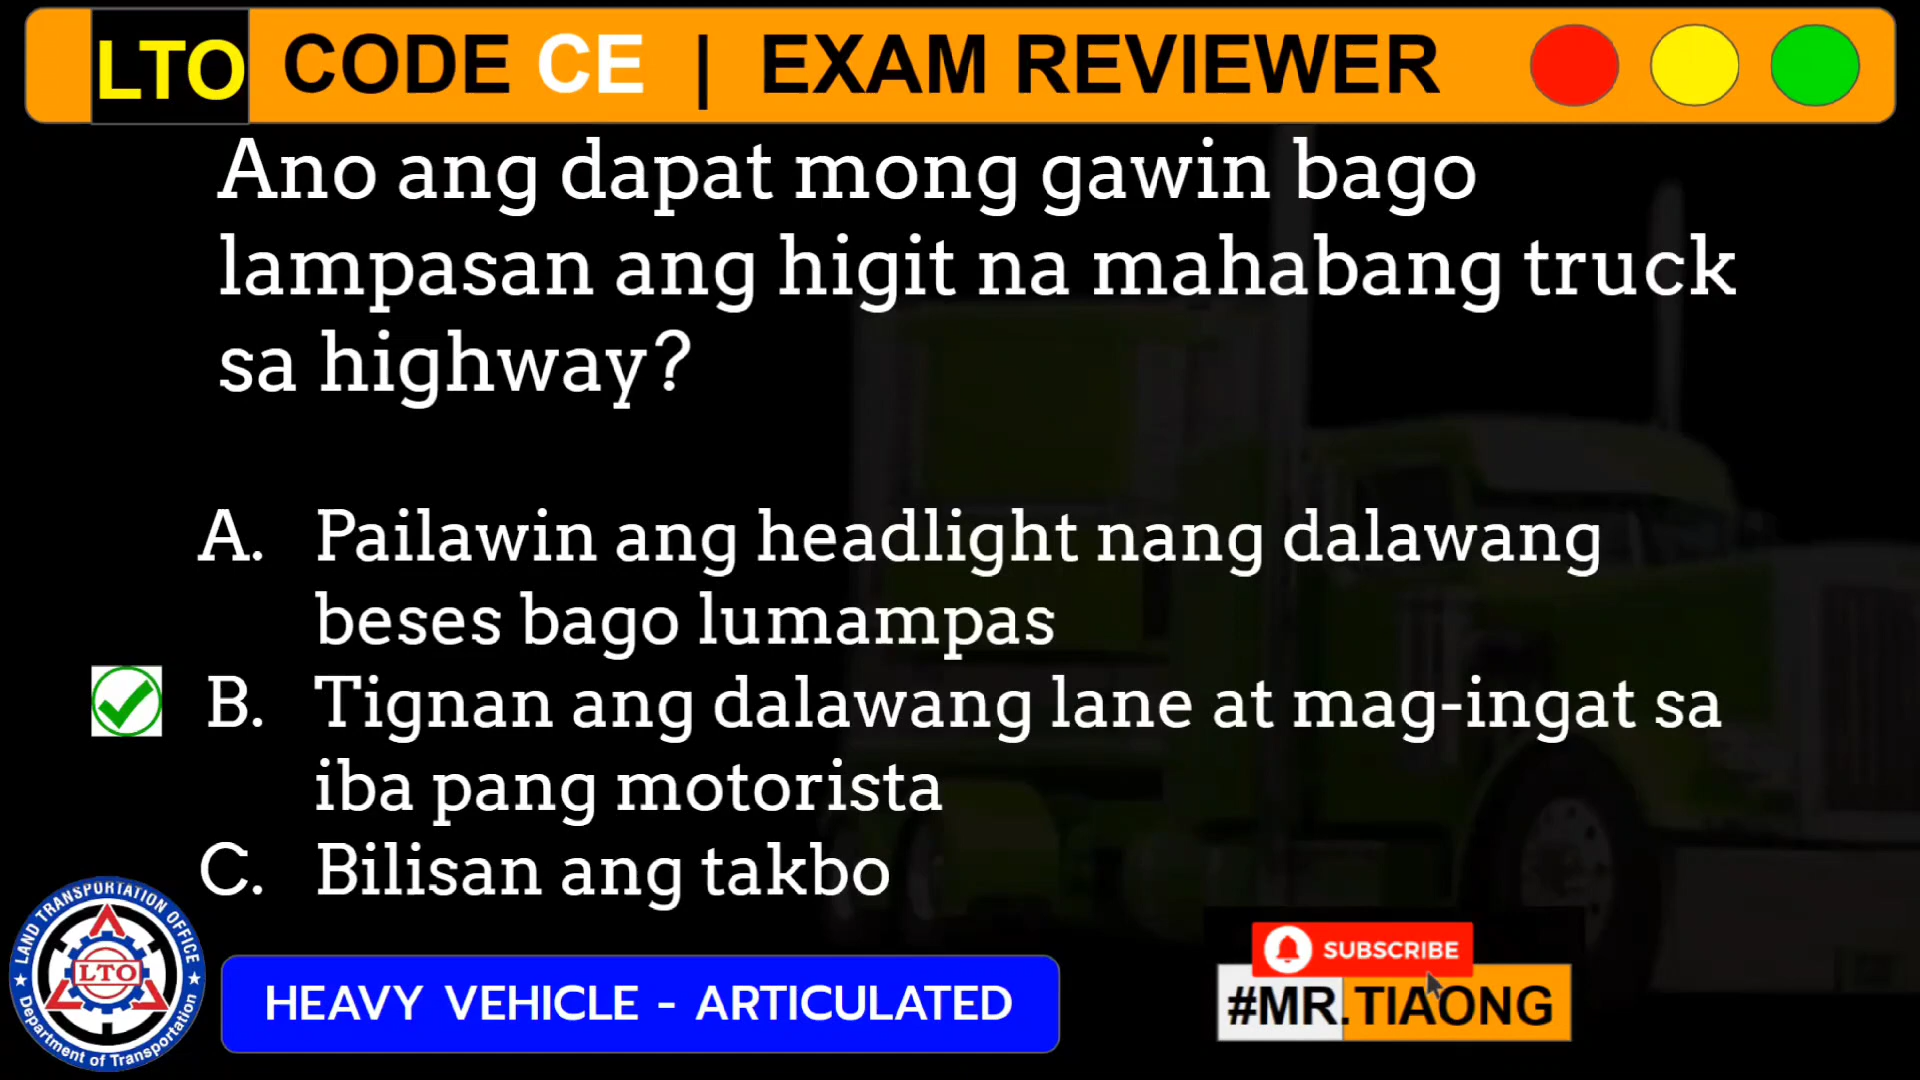 LTO CODE CE | EXAM REVIEWER
Ano ang dapat mong gawin bago
lampasan ang higit na mahabang truck
sa highway?
A. Pailawin ang headlight nang dalawang
beses bago lumampas
B. Tignan ang dalawang lane at mag-ingat sa
iba pang motorista
C. Bilisan ang takbo
LAND TRANSPORTATION OFFICE
LTO
Department of Transportation
HEAVY VEHICLE - ARTICULATED
SUBSCRIBE
#MR.TIAONG